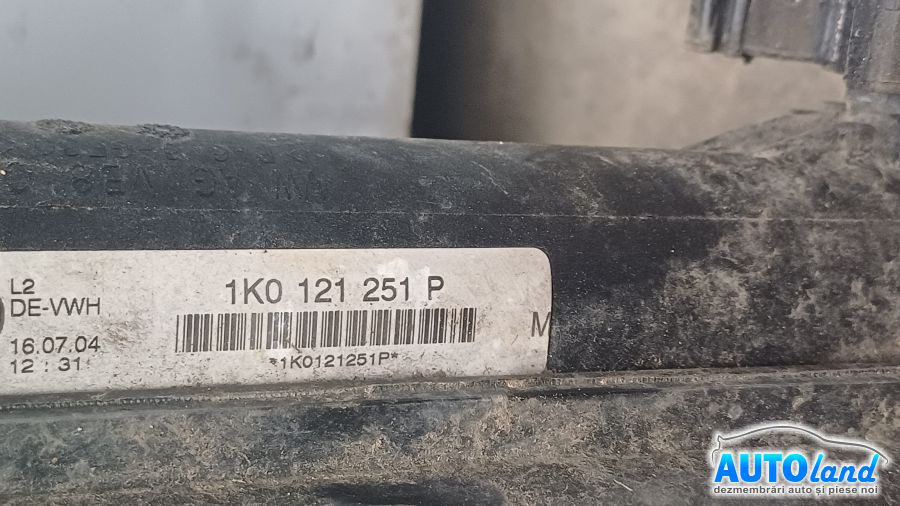 L2
DE-VWH
16.07.04
12:31
1K0 121 251 P
*1K0121251P*
M
AUTOland
dezmembrări auto și piese noi